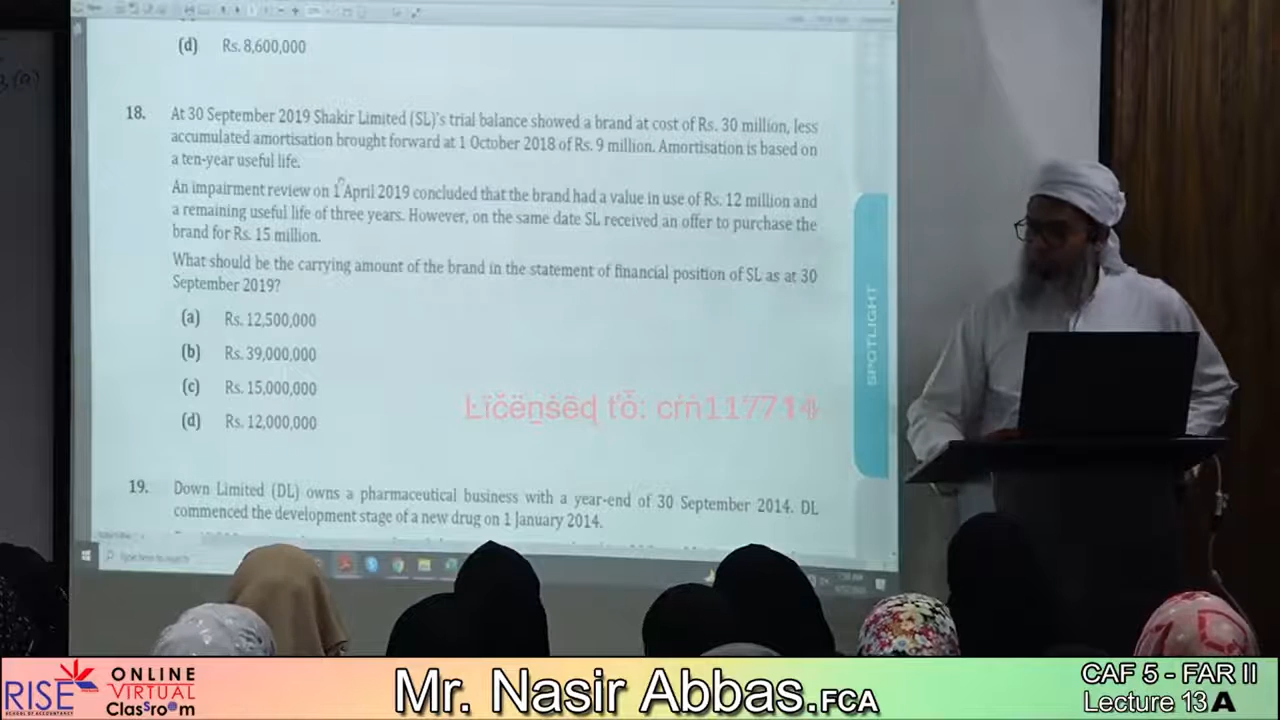 (d) Rs. 8,600,000
18. At 30 September 2019 Shakir Limited (SL)'s trial balance showed a brand at cost of Rs. 30 million, less
accumulated amortisation brought forward at 1 October 2018 of Rs. 9 million. Amortisation is based on
a ten-year useful life.
An impairment review on 1 April 2019 concluded that the brand had a value in use of Rs. 12 million and
a remaining useful life of three years. However, on the same date SL received an offer to purchase the
brand for Rs. 15 million.
What should be the carrying amount of the brand in the statement of financial position of SL as at 30
September 2019?
(a) Rs. 12,500,000
(b) Rs. 39,000,000
(c) Rs. 15,000,000
(d) Rs. 12,000,000
SPOTLIGHT
19. Down Limited (DL) owns a pharmaceutical business with a year-end of 30 September 2014. DL
commenced the development stage of a new drug on 1 January 2014.
RISE
ONLINE
VIRTUAL
Classroom
Mr. Nasir Abbas.FCA
CAF 5 - FAR II
Lecture 13 A